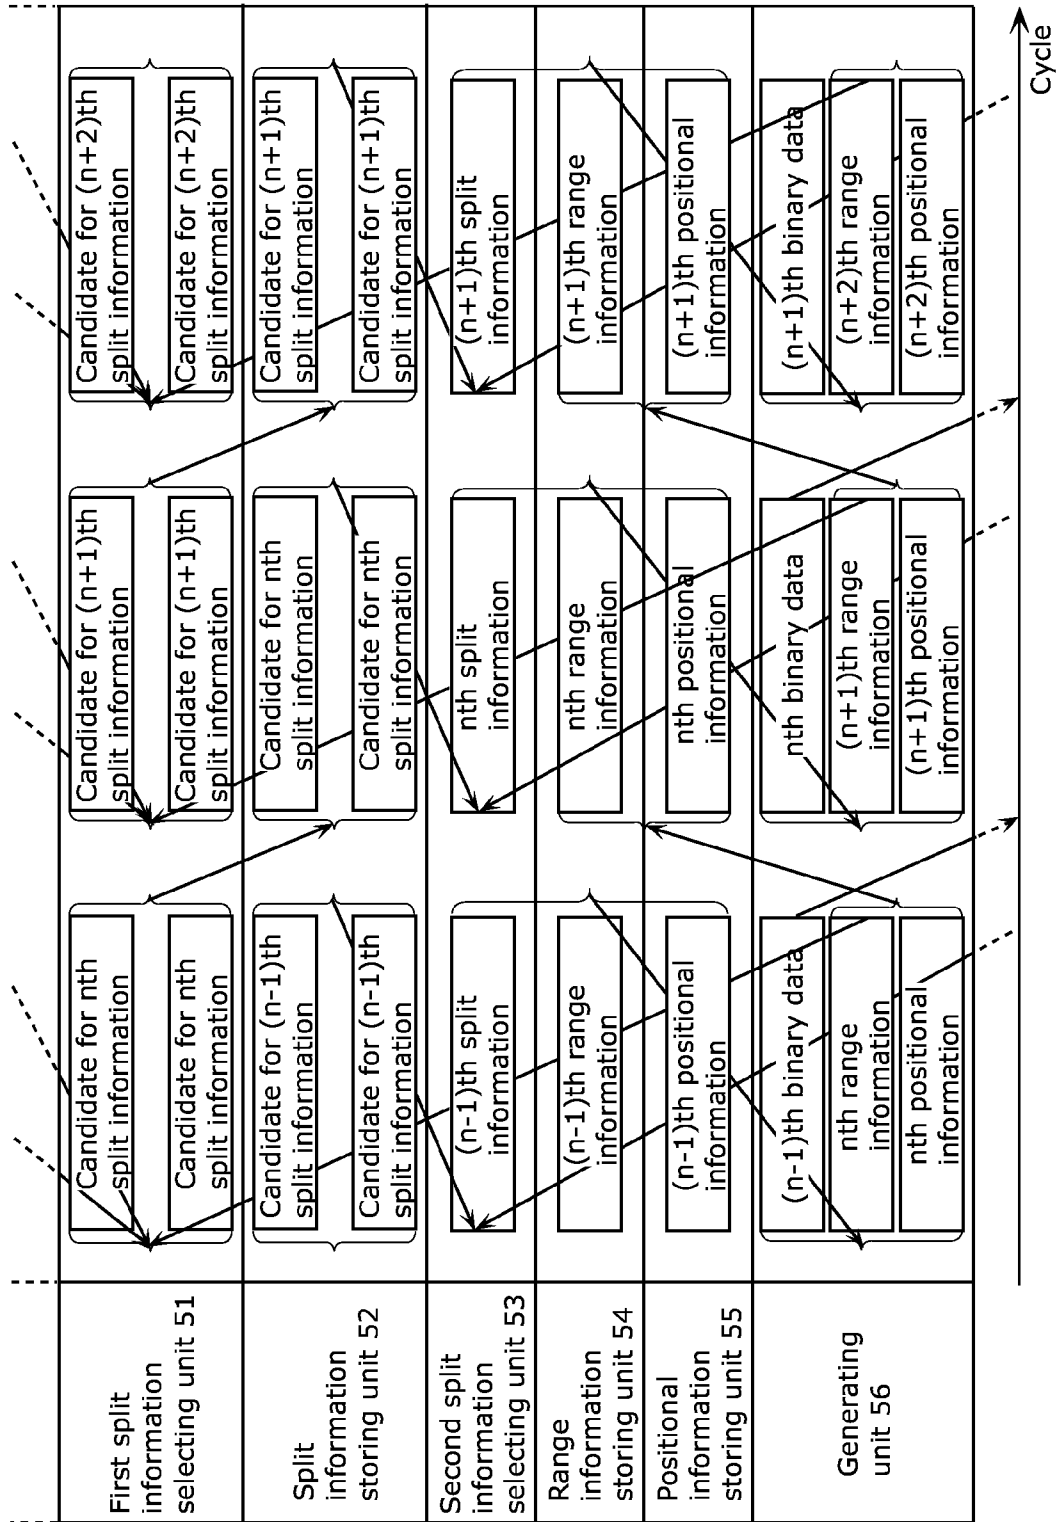 First split
information
selecting unit 51
Candidate for nth
split information
Candidate for nth
split information
Candidate for (n+1)th
split information
Candidate for (n+1)th
split information
Candidate for (n+2)th
split information
Candidate for (n+2)th
split information
Split
information
storing unit 52
Candidate for (n-1)th
split information
Candidate for (n-1)th
split information
Candidate for nth
split information
Candidate for nth
split information
Candidate for (n+1)th
split information
Candidate for (n+1)th
split information
Second split
information
selecting unit 53
(n-1)th split
information
nth split
information
(n+1)th split
information
Range
information
storing unit 54
(n-1)th range
information
nth range
information
(n+1)th range
information
Positional
information
storing unit 55
(n-1)th positional
information
nth positional
information
(n+1)th positional
information
Generating
unit 56
(n-1)th binary data
nth range
information
nth positional
information
nth binary data
(n+1)th range
information
(n+1)th positional
information
(n+1)th binary data
(n+2)th range
information
(n+2)th positional
information
Cycle